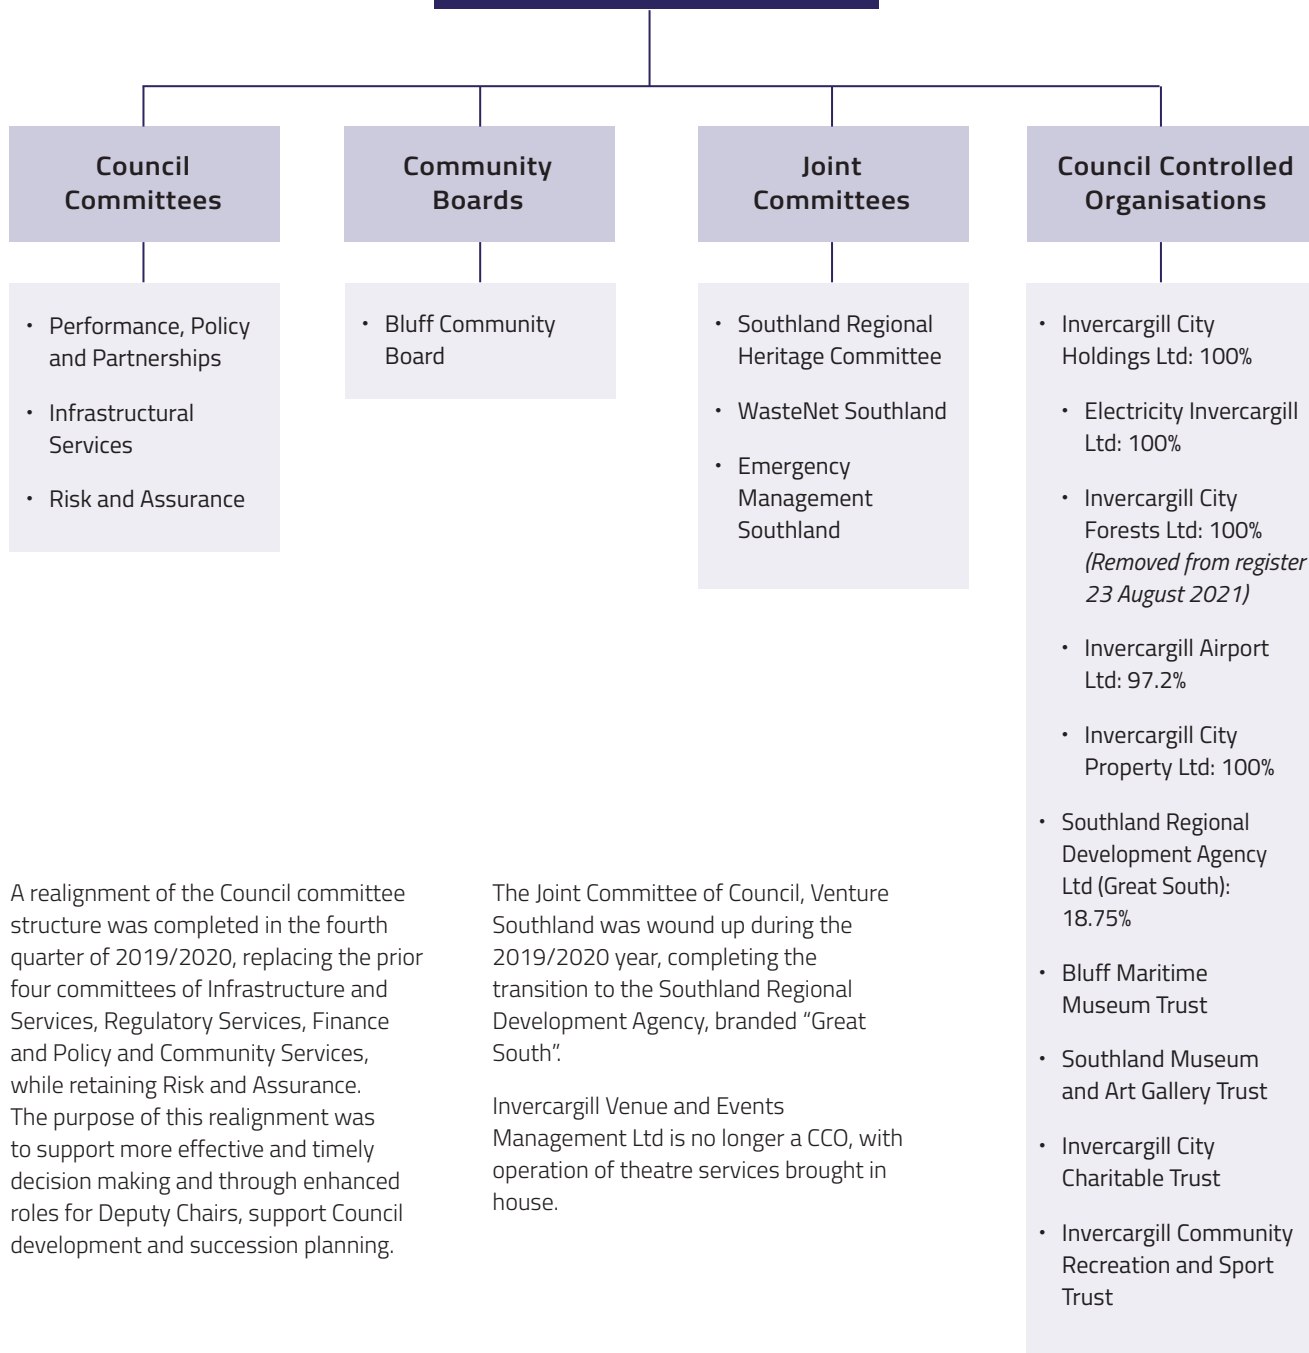 Council
Committees
Community
Boards
Joint
Committees
Council Controlled
Organisations
• Performance, Policy
and Partnerships
• Infrastructural
Services
• Risk and Assurance
• Bluff Community
Board
• Southland Regional
Heritage Committee
• WasteNet Southland
• Emergency
Management
Southland
• Invercargill City
Holdings Ltd: 100%
• Electricity Invercargill
Ltd: 100%
• Invercargill City
Forests Ltd: 100%
(Removed from register
23 August 2021)
• Invercargill Airport
Ltd: 97.2%
• Invercargill City
Property Ltd: 100%
• Southland Regional
Development Agency
Ltd (Great South):
18.75%
• Bluff Maritime
Museum Trust
• Southland Museum
and Art Gallery Trust
• Invercargill City
Charitable Trust
• Invercargill Community
Recreation and Sport
Trust
A realignment of the Council committee
structure was completed in the fourth
quarter of 2019/2020, replacing the prior
four committees of Infrastructure and
Services, Regulatory Services, Finance
and Policy and Community Services,
while retaining Risk and Assurance.
The purpose of this realignment was
to support more effective and timely
decision making and through enhanced
roles for Deputy Chairs, support Council
development and succession planning.
The Joint Committee of Council, Venture
Southland was wound up during the
2019/2020 year, completing the
transition to the Southland Regional
Development Agency, branded “Great
South”.
Invercargill Venue and Events
Management Ltd is no longer a CCO, with
operation of theatre services brought in
house.